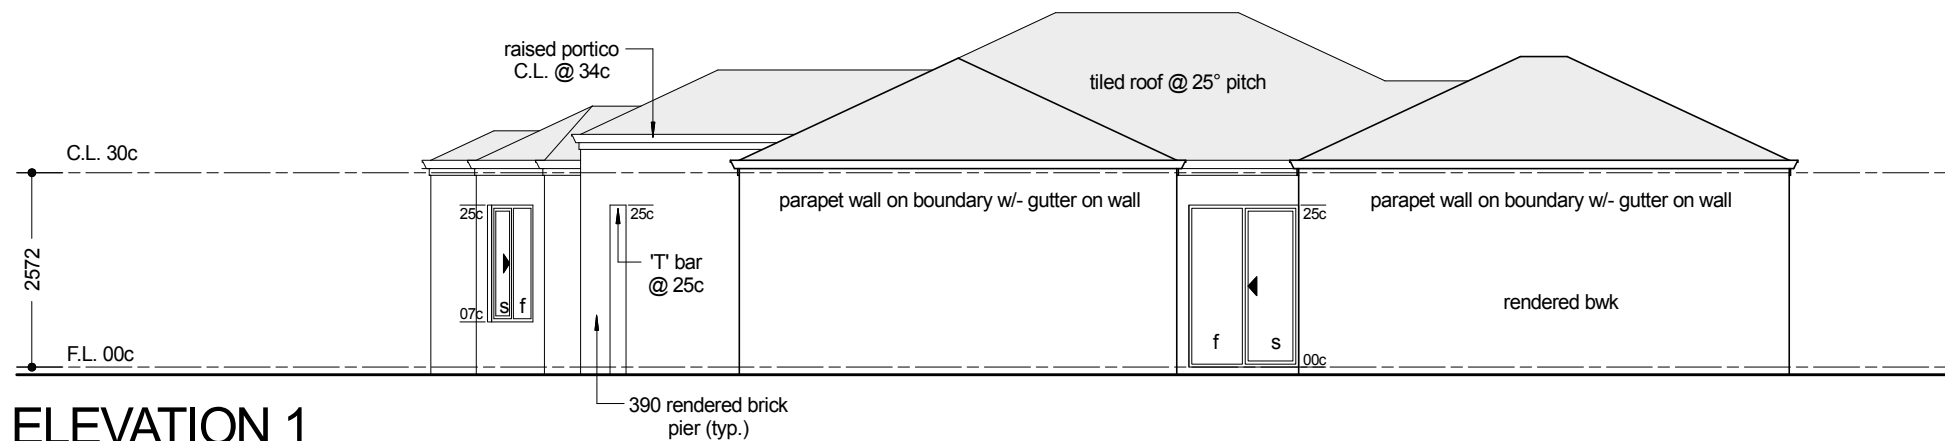 raised portico
C.L. @ 34c
tiled roof @ 25° pitch
C.L. 30c
parapet wall on boundary w/- gutter on wall
parapet wall on boundary w/- gutter on wall
25c
25c
25c
'T' bar
@ 25c
2572
rendered bwk
s f
07c
f s
F.L. 00c
00c
390 rendered brick
pier (typ.)
ELEVATION 1